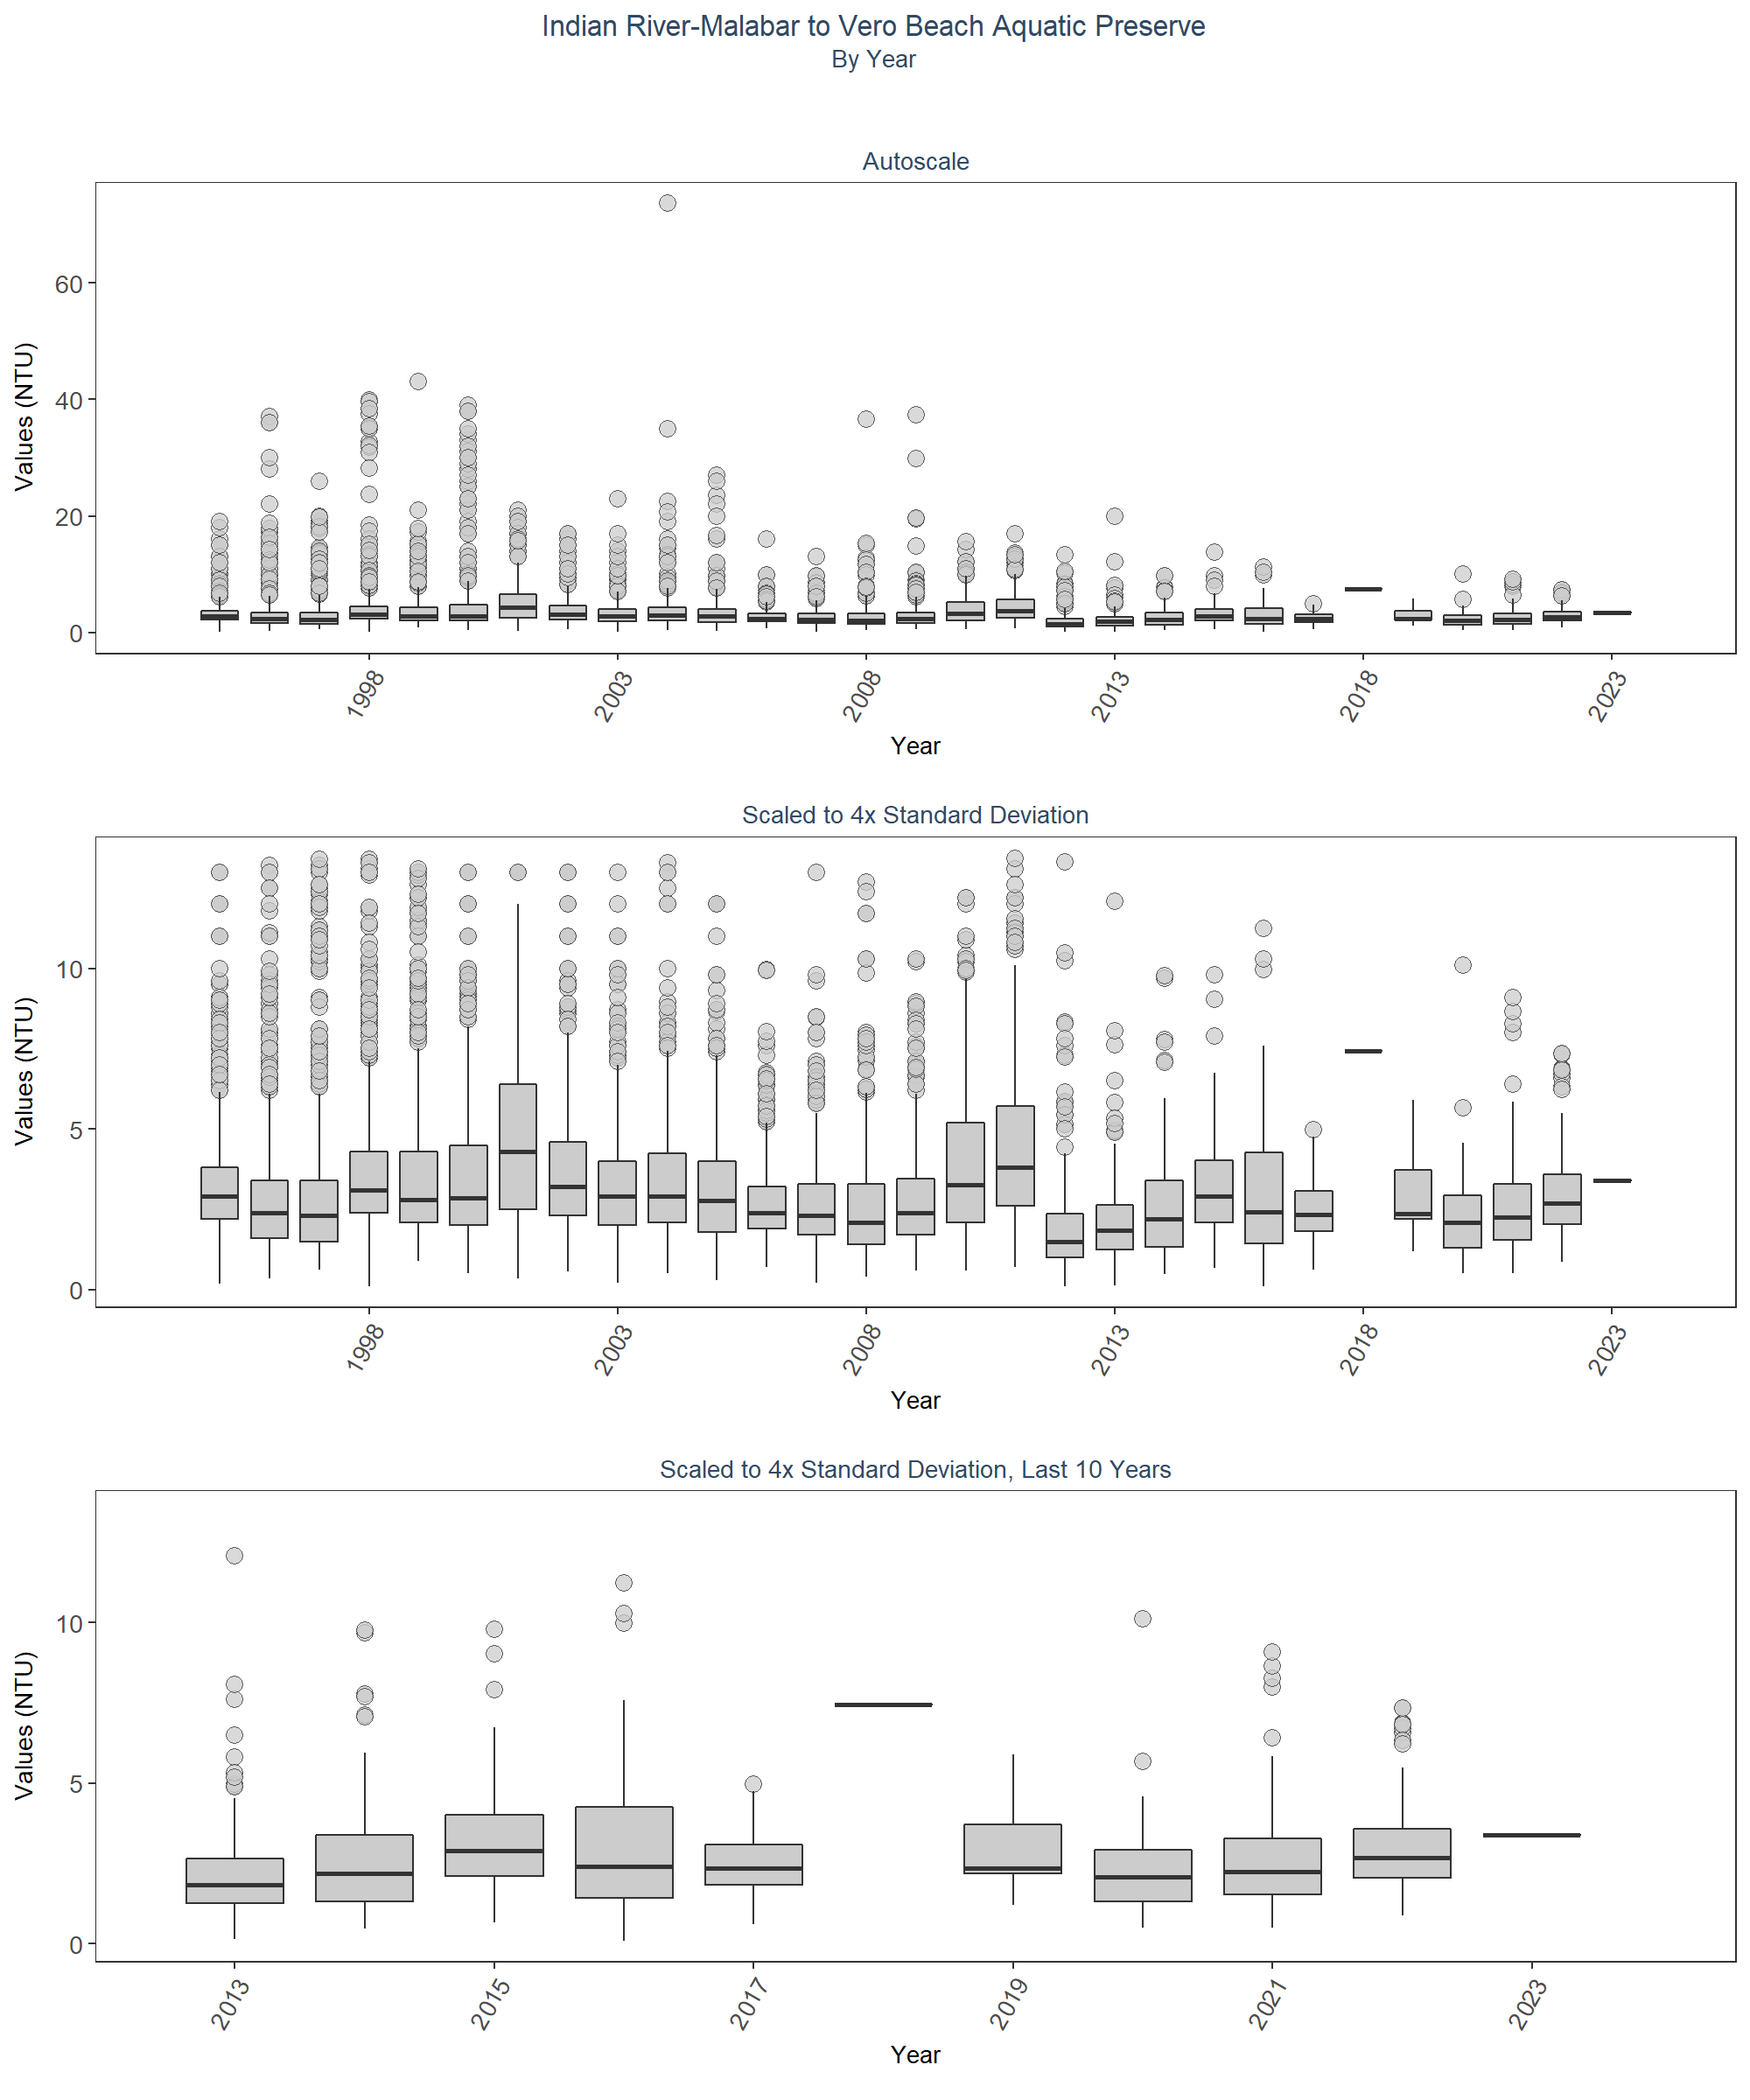 Indian River-Malabar to Vero Beach Aquatic Preserve
By Year
Autoscale
Values (NTU)
60
40
20
0
1998
2003
2008
2013
2018
2023
Year
Scaled to 4x Standard Deviation
Values (NTU)
10
5
0
1998
2003
2008
2013
2018
2023
Year
Scaled to 4x Standard Deviation, Last 10 Years
Values (NTU)
10
5
0
2013
2015
2017
2019
2021
2023
Year